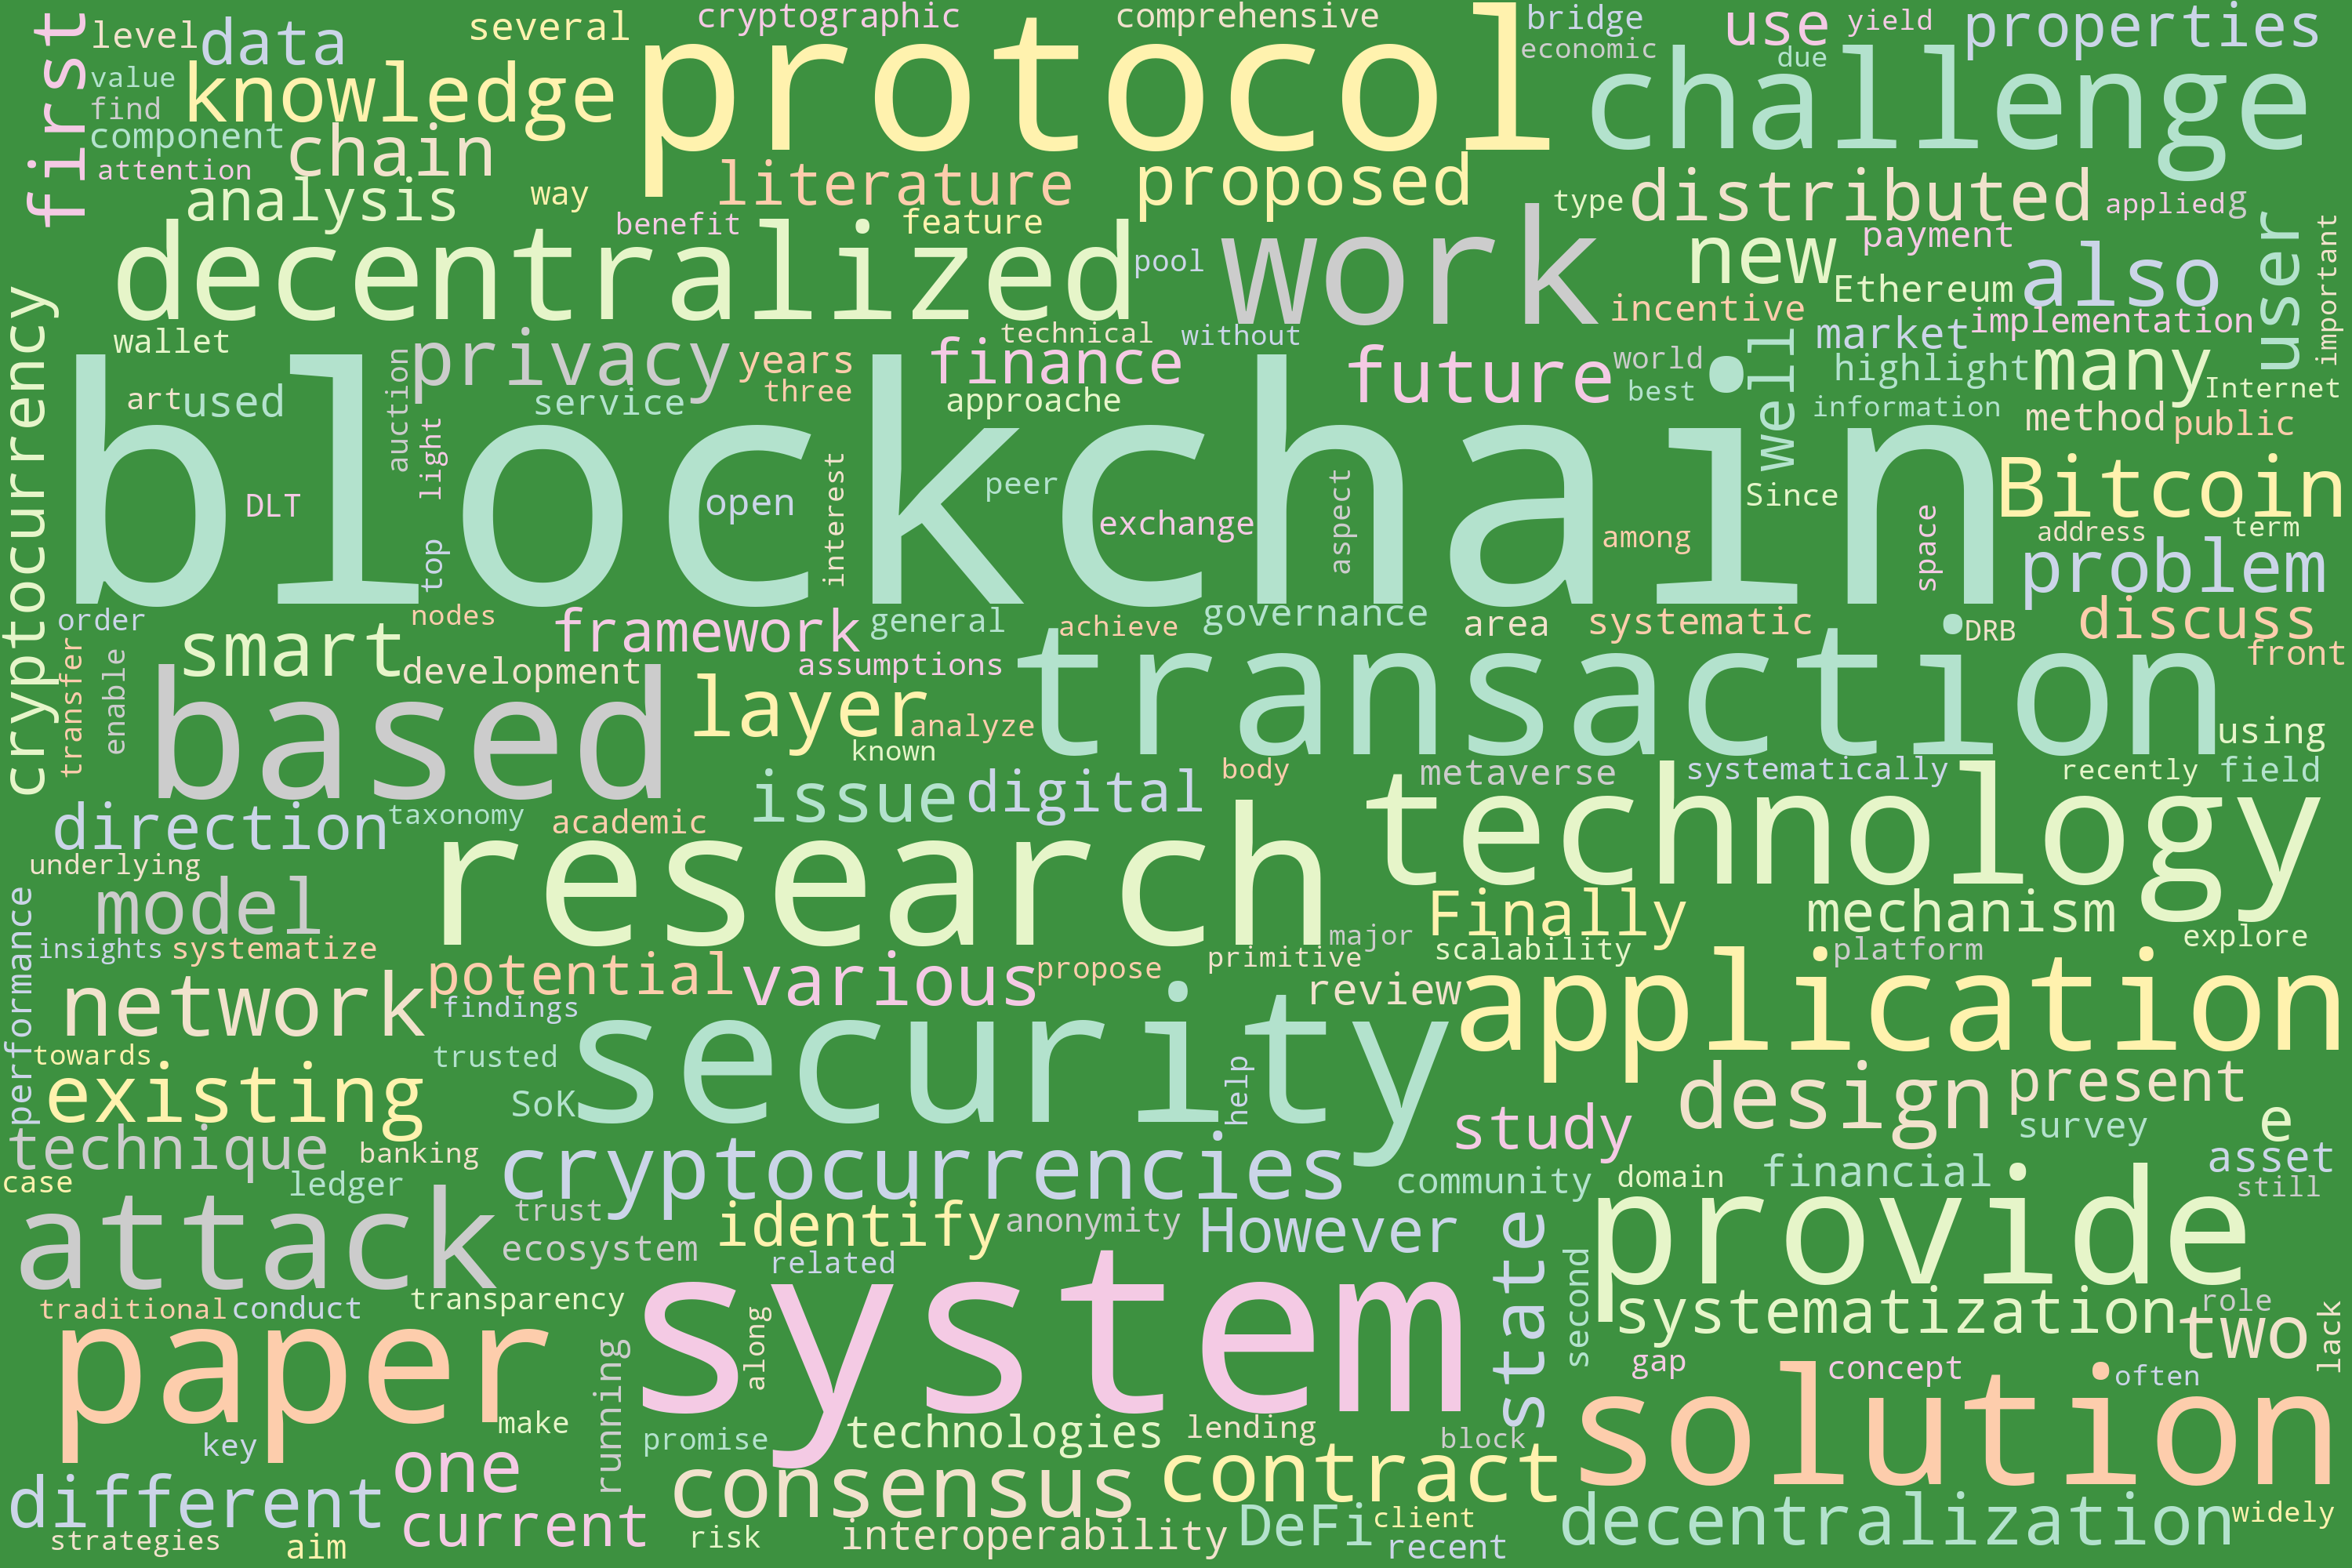 first
level
data
several
cryptographic
protocol
comprehensive
bridge
use
yield
properties
value
knowledge
economic
due
challenge
find
component
chain
attention
analysis
way
literature
proposed
type
distributed
applied
g
important
decentralized
benefit
feature
pool
work
new
payment
user
Ethereum
also
cryptocurrency
wallet
auction
privacy
years
technical
without
finance
future
incentive
world
well
market
implementation
highlight
many
art
used
service
three
approache
best
information
Internet
method
public
blockchain
light
DLT
top
open
interest
peer
exchange
aspect
among
Since
space
Bitcoin
address
term
problem
order
nodes
framework
general
achieve
governance
area
systematic
DRB
discuss
front
smart
transfer
enable
development
assumptions
transaction
based
layer
analyze
known
using
body
metaverse
systematically
recently
field
issue
digital
technology
direction
taxonomy
academic
research
underlying
model
Finally
mechanism
performance
insights
systematize
major
primitive
scalability
platform
explore
potential
various
propose
review
application
network
findings
security
towards
trusted
existing
SoK
help
design
present
study
survey
e
technique
banking
cryptocurrencies
case
ledger
community
domain
financial
asset
still
attack
trust
identify
anonymity
However
state
provide
ecosystem
related
second
traditional
conduct
transparency
system
systematization
role
two
lack
paper
running
along
gap
concept
often
solution
key
make
promise
technologies
lending
block
one
different
current
consensus
contract
strategies
aim
risk
interoperability
DeFi
client
recent
decentralization
widely